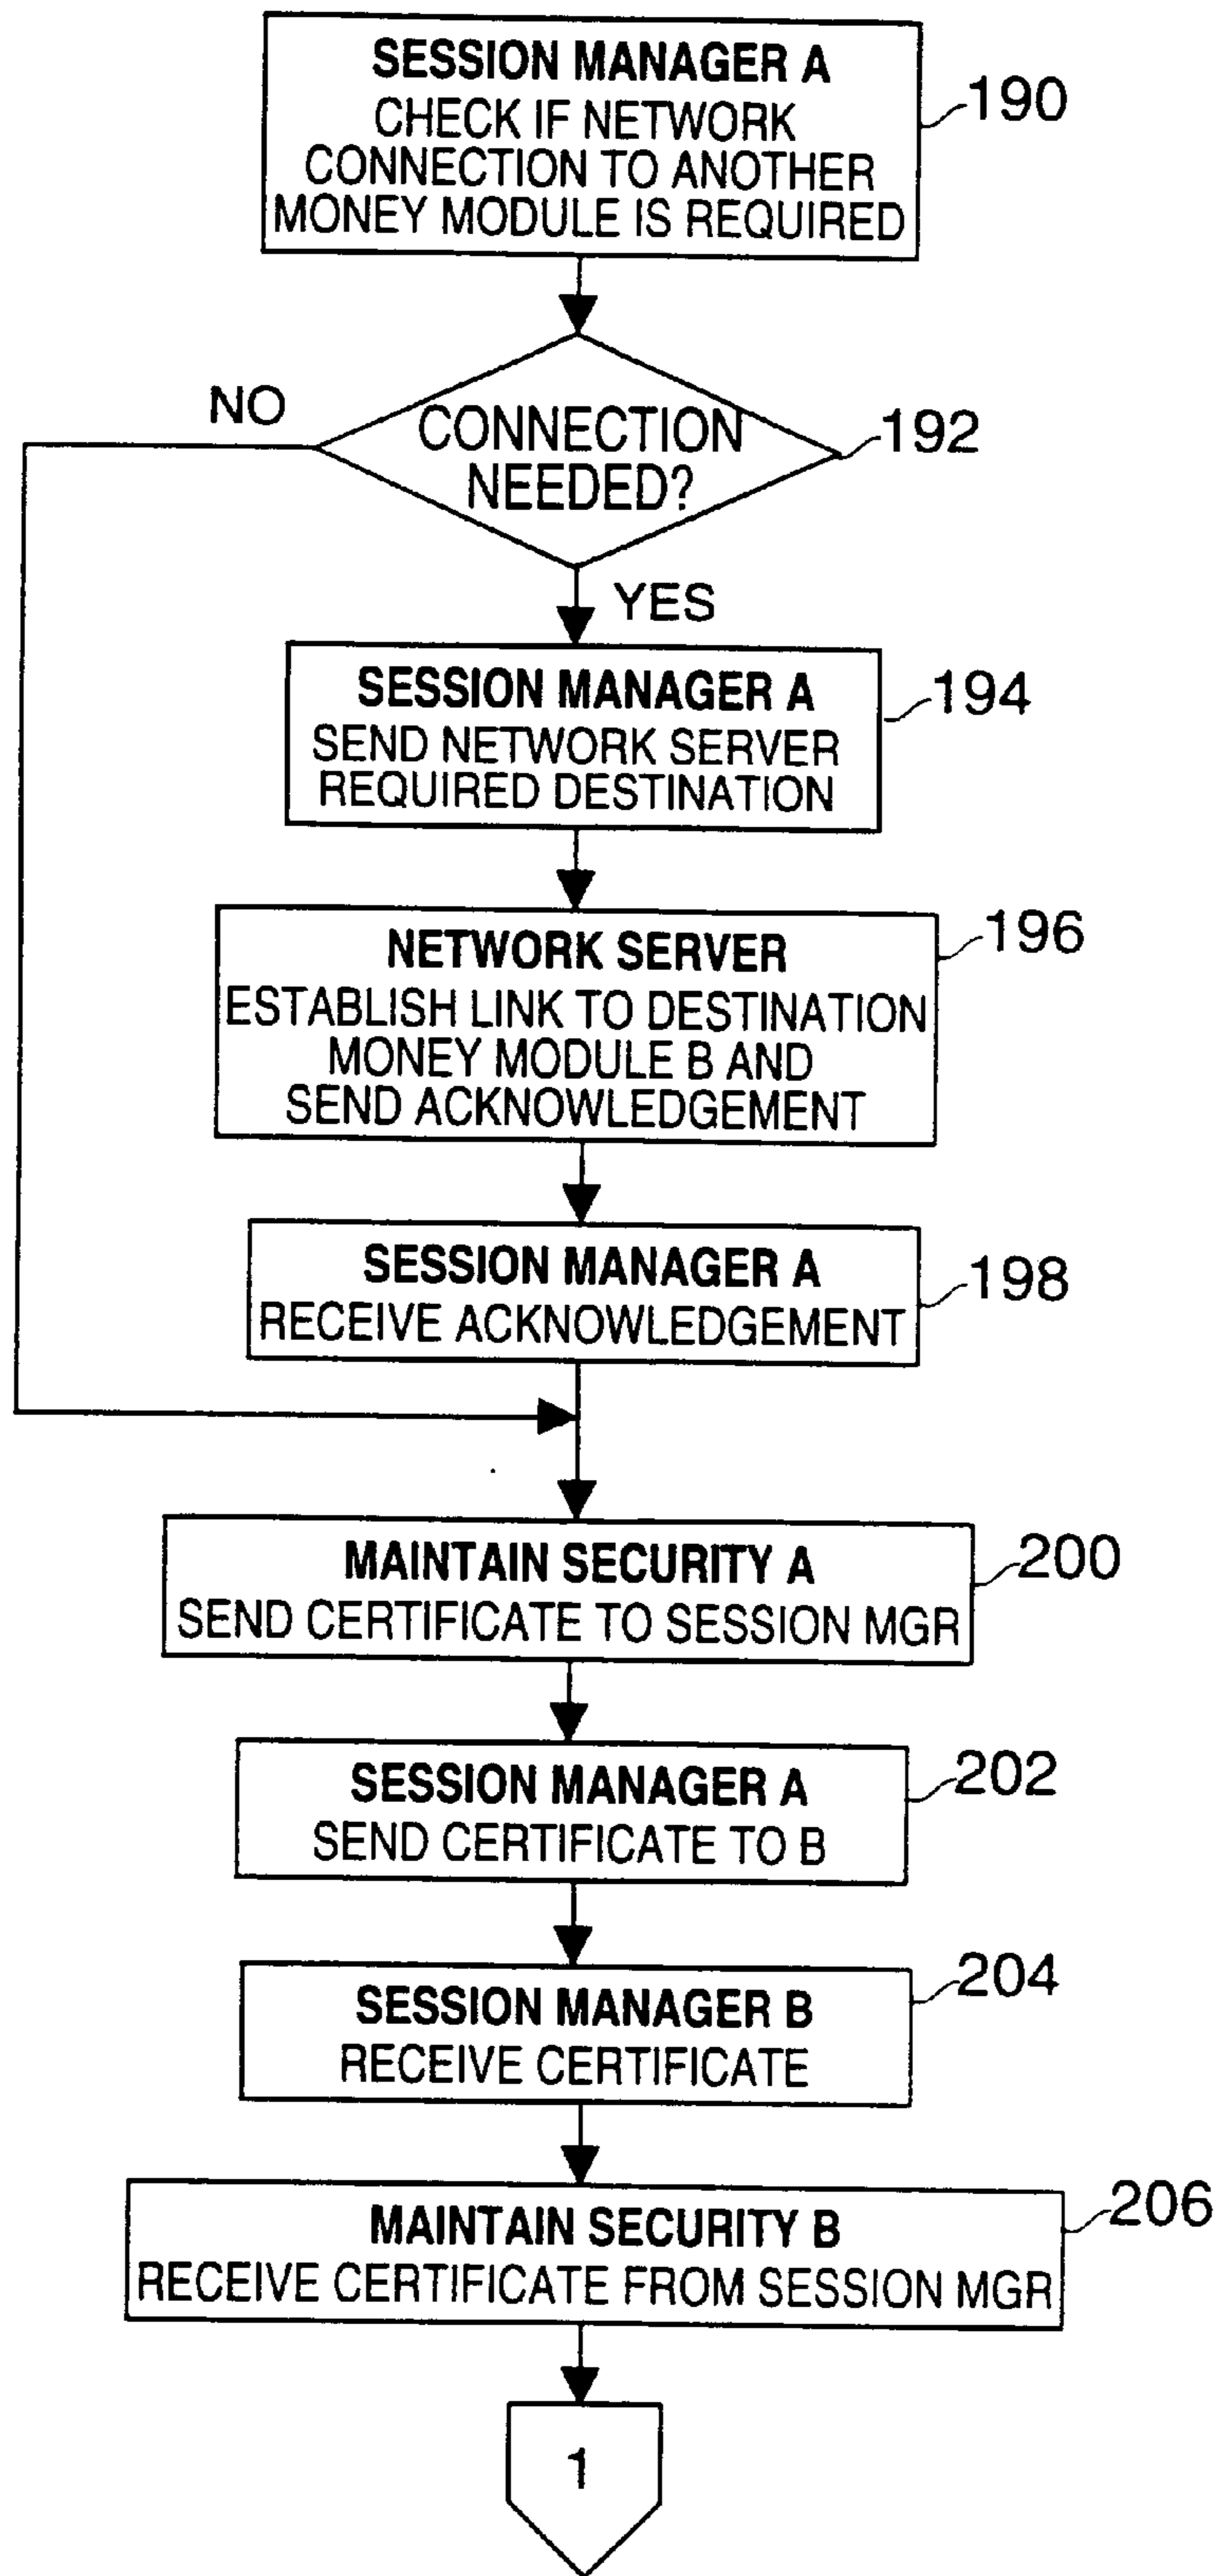 SESSION MANAGER A
CHECK IF NETWORK
CONNECTION TO ANOTHER
MONEY MODULE IS REQUIRED
190
NO
CONNECTION
NEEDED?
192
YES
SESSION MANAGER A
SEND NETWORK SERVER
REQUIRED DESTINATION
194
NETWORK SERVER
ESTABLISH LINK TO DESTINATION
MONEY MODULE B AND
SEND ACKNOWLEDGEMENT
196
SESSION MANAGER A
RECEIVE ACKNOWLEDGEMENT
198
MAINTAIN SECURITY A
SEND CERTIFICATE TO SESSION MGR
200
SESSION MANAGER A
SEND CERTIFICATE TO B
202
SESSION MANAGER B
RECEIVE CERTIFICATE
204
MAINTAIN SECURITY B
RECEIVE CERTIFICATE FROM SESSION MGR
206
1